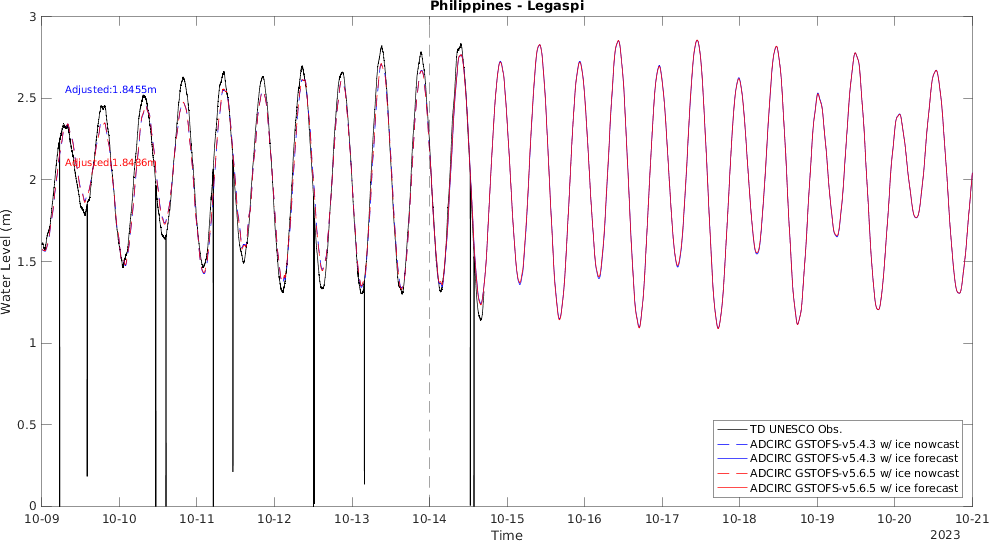 Philippines - Legaspi
Water Level (m)
3
2.5
2
1.5
1
0.5
0
Adjusted:1.8455m
Adjusted:1.8486m
TD UNESCO Obs.
ADCIRC GSTOFS-v5.4.3 w/ ice nowcast
ADCIRC GSTOFS-v5.4.3 w/ ice forecast
ADCIRC GSTOFS-v5.6.5 w/ ice nowcast
ADCIRC GSTOFS-v5.6.5 w/ ice forecast
10-09 10-10 10-11 10-12 10-13 10-14 10-15 10-16 10-17 10-18 10-19 10-20 10-21
Time
2023